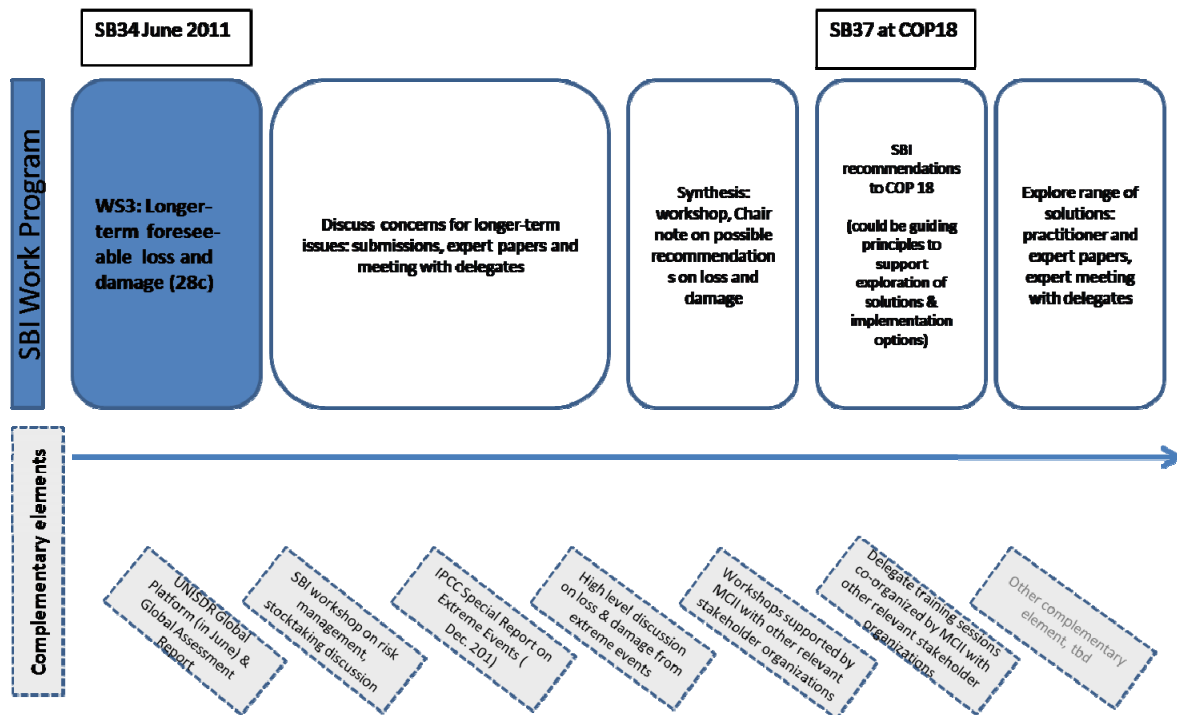 SB34 June 2011
SB37 at COP18
SBI Work Program
WS3: Longer-
term foresee-
able loss and
damage (28c)
Discuss concerns for longer-term
issues: submissions, expert papers and
meeting with delegates
Synthesis:
workshop, Chair
note on possible
recommendation
s on loss and
damage
SBI
recommendations
to COP 18
(could be guiding
principles to
support
exploration of
solutions &
implementation
options)
Explore range of
solutions:
practitioner and
expert papers,
expert meeting
with delegates
Complementary elements
UNISDR Global
Platform (in June) &
Global Assessment
Report
SBI workshop on risk
management,
stocktaking discussion
IPCC Special Report on
Extreme Events (
Dec. 201)
High level discussion
on loss & damage from
extreme events
Workshops supported by
MCII with other relevant
stakeholder organizations
Delegate training sessions
co-organized by MCII with
other relevant stakeholder
organizations
Other complementary
element, tbd